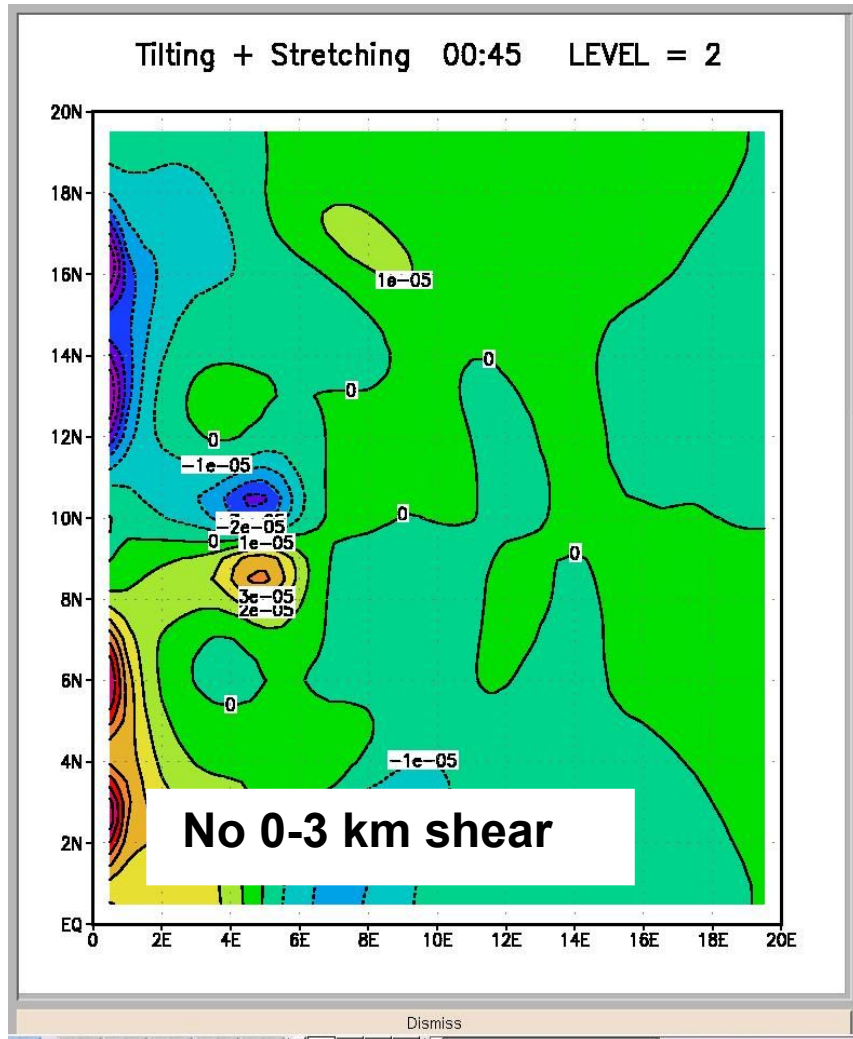 Tilting + Stretching 00:45 LEVEL = 2
20N
18N
16N
14N
12N
10N
8N
6N
4N
2N
EQ
0 2E 4E 6E 8E 10E 12E 14E 16E 18E 20E
1e-05
0
0
0
-1e-05
0
-2e-05
0
1e-05
0
3e-05
2e-05
0
-1e-05
No 0-3 km shear
Dismiss